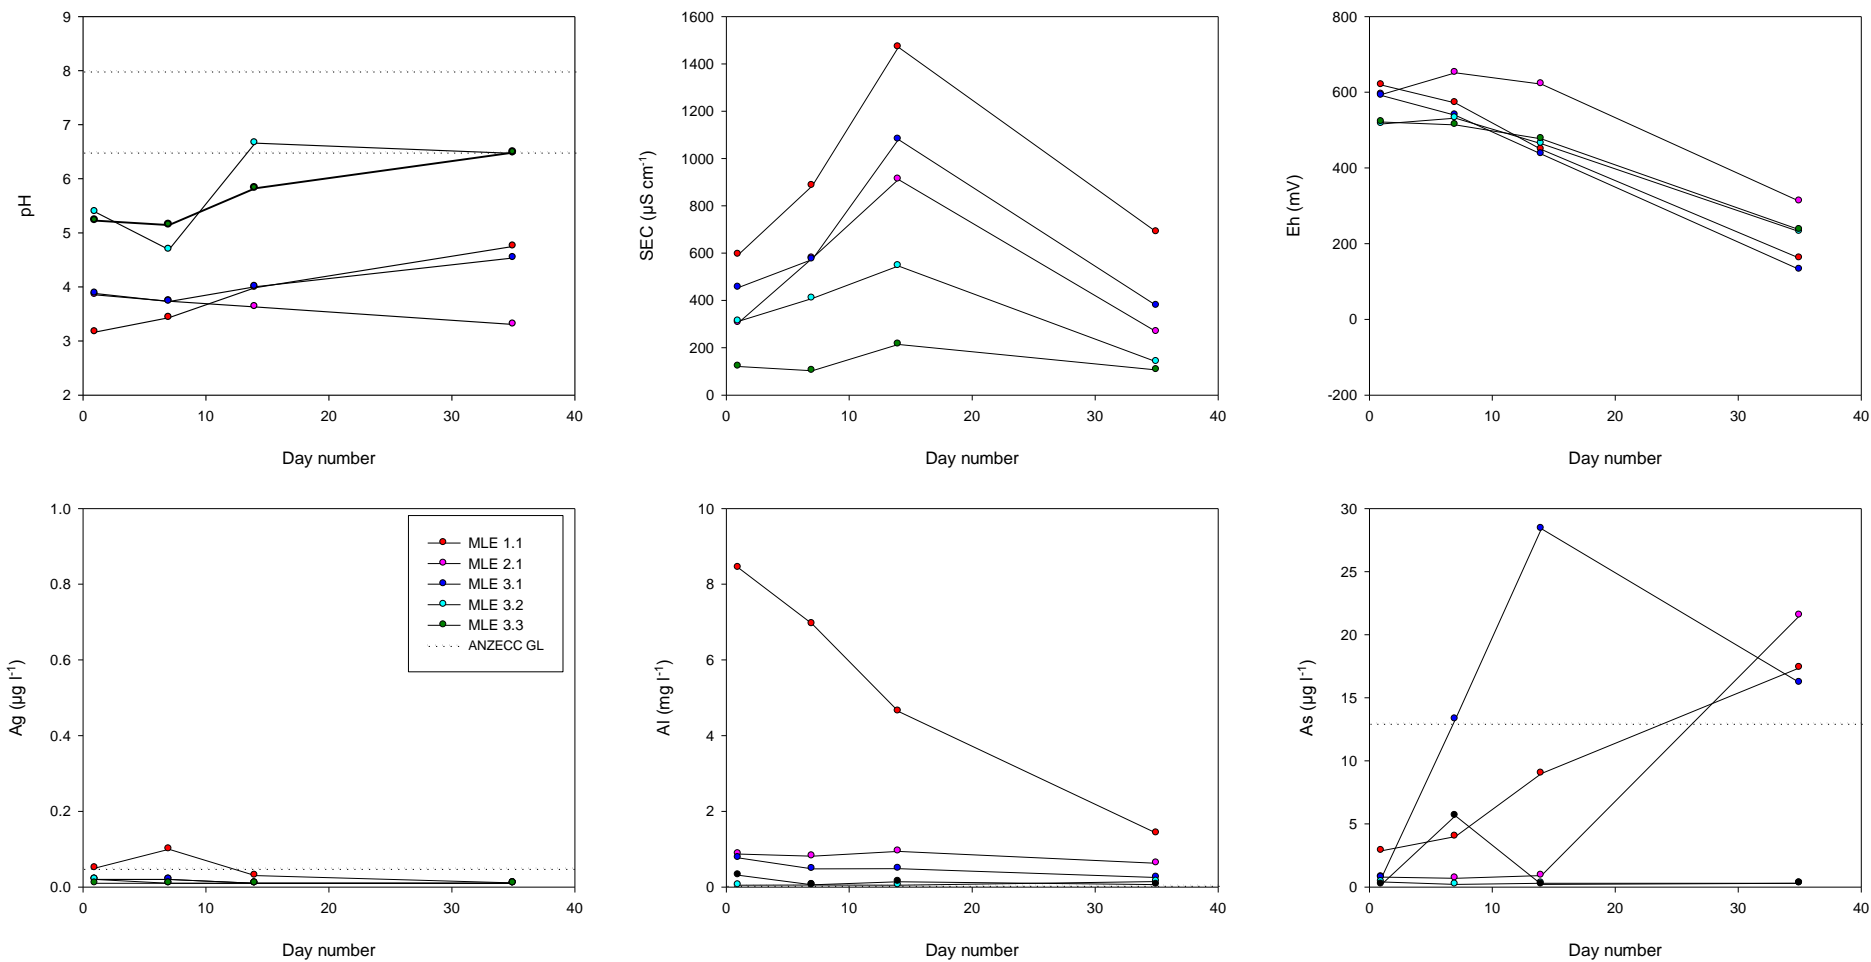 9
8
7
6
5
4
3
2
pH
0 10 20 30 40
Day number
1600
1400
1200
1000
800
600
400
200
0
SEC (µS cm⁻¹)
0 10 20 30 40
Day number
800
600
400
200
0
-200
Eh (mV)
0 10 20 30 40
Day number
1.0
0.8
0.6
0.4
0.2
0.0
Ag (µg l⁻¹)
MLE 1.1
MLE 2.1
MLE 3.1
MLE 3.2
MLE 3.3
ANZECC GL
0 10 20 30 40
Day number
10
8
6
4
2
0
Al (mg l⁻¹)
0 10 20 30 40
Day number
30
25
20
15
10
5
0
As (µg l⁻¹)
0 10 20 30 40
Day number